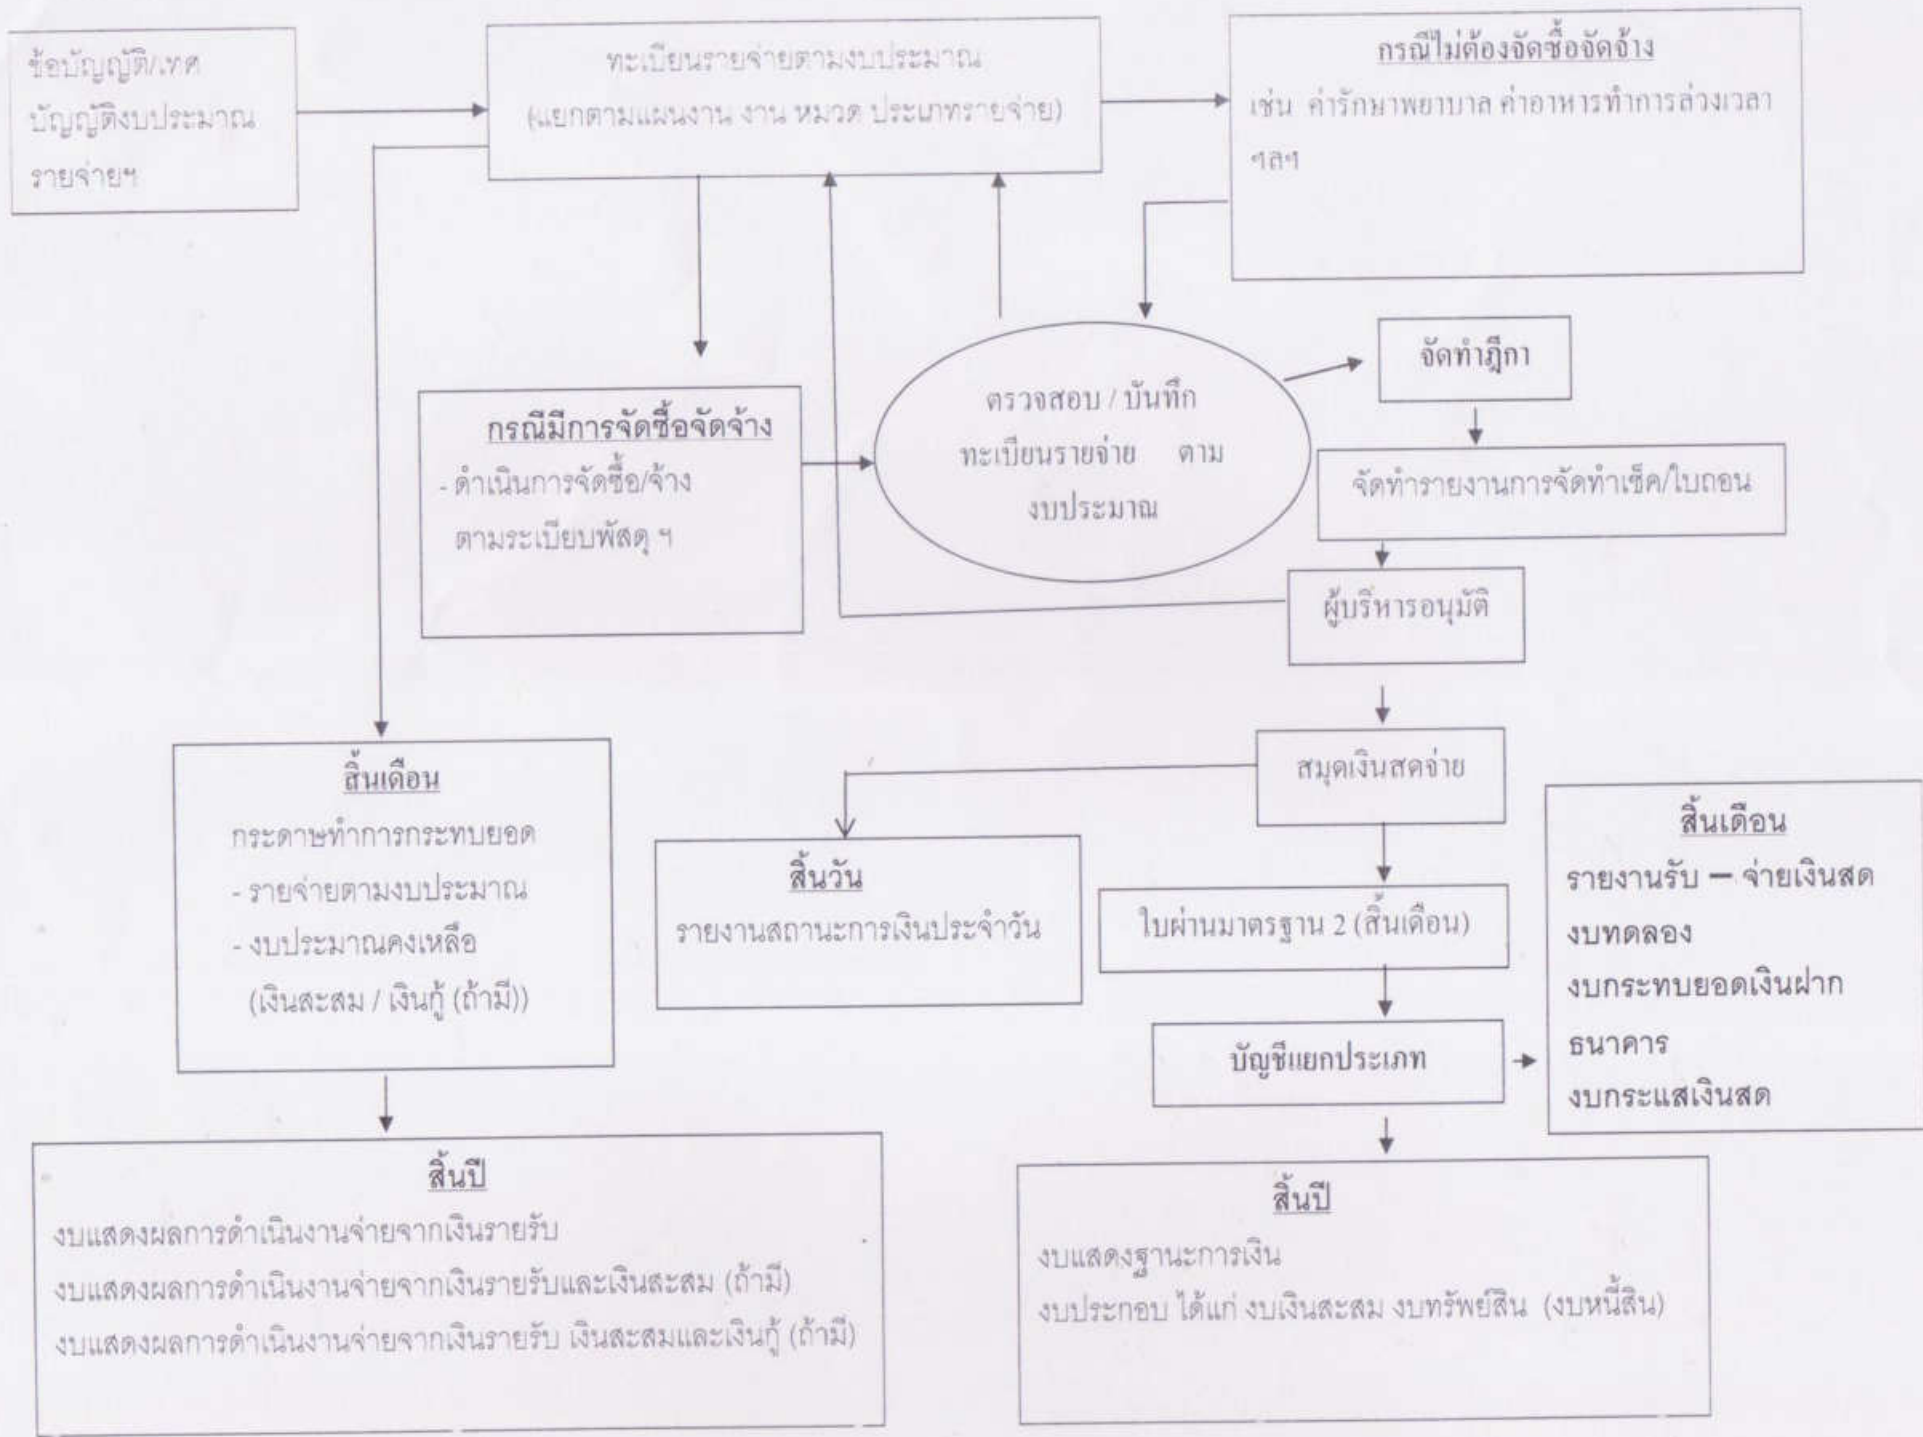 ข้อบัญญัติ/เทศ
บัญญัติงบประมาณ
รายจ่ายฯ
ทะเบียนรายจ่ายตามงบประมาณ
(แยกตามแผนงาน งาน หมวด ประเภทรายจ่าย)
กรณีไม่ต้องจัดซื้อจัดจ้าง
เช่น ค่ารักษาพยาบาล ค่าอาหารทำการล่วงเวลา
ฯลฯ
กรณีมีการจัดซื้อจัดจ้าง
- ดำเนินการจัดซื้อ/จ้าง
ตามระเบียบพัสดุ ฯ
ตรวจสอบ / บันทึก
ทะเบียนรายจ่าย ตาม
งบประมาณ
จัดทำฎีกา
จัดทำรายงานการจัดทำเช็ค/ใบถอน
ผู้บริหารอนุมัติ
สมุดเงินสดจ่าย
สิ้นเดือน
กระดาษทำการกระทบยอด
- รายจ่ายตามงบประมาณ
- งบประมาณคงเหลือ
(เงินสะสม / เงินกู้ (ถ้ามี))
สิ้นวัน
รายงานสถานะการเงินประจำวัน
ใบผ่านมาตรฐาน 2 (สิ้นเดือน)
บัญชีแยกประเภท
สิ้นเดือน
รายงานรับ – จ่ายเงินสด
งบทดลอง
งบกระทบยอดเงินฝาก
ธนาคาร
งบกระแสเงินสด
สิ้นปี
งบแสดงผลการดำเนินงานจ่ายจากเงินรายรับ
งบแสดงผลการดำเนินงานจ่ายจากเงินรายรับและเงินสะสม (ถ้ามี)
งบแสดงผลการดำเนินงานจ่ายจากเงินรายรับ เงินสะสมและเงินกู้ (ถ้ามี)
สิ้นปี
งบแสดงฐานะการเงิน
งบประกอบ ได้แก่ งบเงินสะสม งบทรัพย์สิน (งบหนี้สิน)